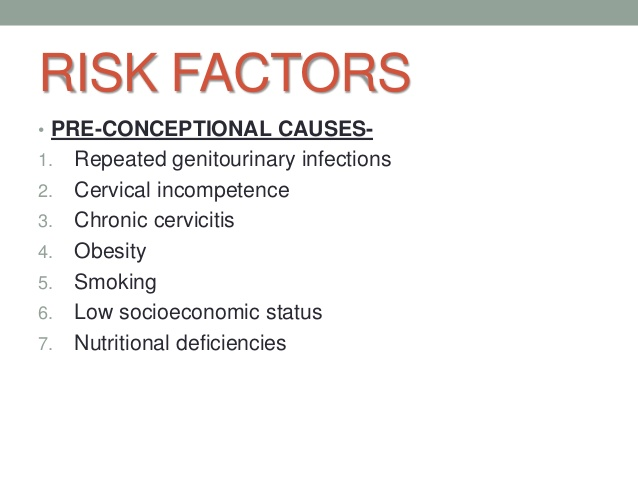 RISK FACTORS
• PRE-CONCEPTIONAL CAUSES-
1. Repeated genitourinary infections
2. Cervical incompetence
3. Chronic cervicitis
4. Obesity
5. Smoking
6. Low socioeconomic status
7. Nutritional deficiencies